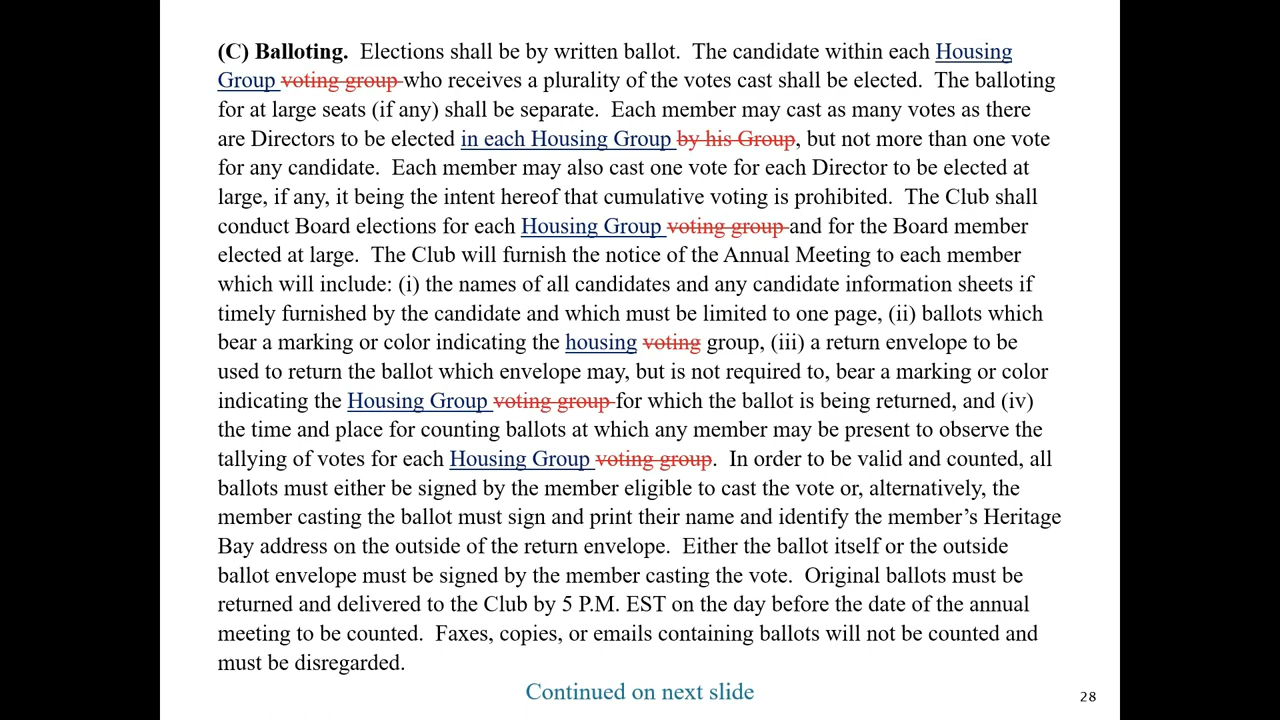 (C) Balloting. Elections shall be by written ballot. The candidate within each Housing
Group voting group who receives a plurality of the votes cast shall be elected. The balloting
for at large seats (if any) shall be separate. Each member may cast as many votes as there
are Directors to be elected in each Housing Group by his Group, but not more than one vote
for any candidate. Each member may also cast one vote for each Director to be elected at
large, if any, it being the intent hereof that cumulative voting is prohibited. The Club shall
conduct Board elections for each Housing Group voting group and for the Board member
elected at large. The Club will furnish the notice of the Annual Meeting to each member
which will include: (i) the names of all candidates and any candidate information sheets if
timely furnished by the candidate and which must be limited to one page, (ii) ballots which
bear a marking or color indicating the housing voting group, (iii) a return envelope to be
used to return the ballot which envelope may, but is not required to, bear a marking or color
indicating the Housing Group voting group for which the ballot is being returned, and (iv)
the time and place for counting ballots at which any member may be present to observe the
tallying of votes for each Housing Group voting group. In order to be valid and counted, all
ballots must either be signed by the member eligible to cast the vote or, alternatively, the
member casting the ballot must sign and print their name and identify the member’s Heritage
Bay address on the outside of the return envelope. Either the ballot itself or the outside
ballot envelope must be signed by the member casting the vote. Original ballots must be
returned and delivered to the Club by 5 P.M. EST on the day before the date of the annual
meeting to be counted. Faxes, copies, or emails containing ballots will not be counted and
must be disregarded.
Continued on next slide
28